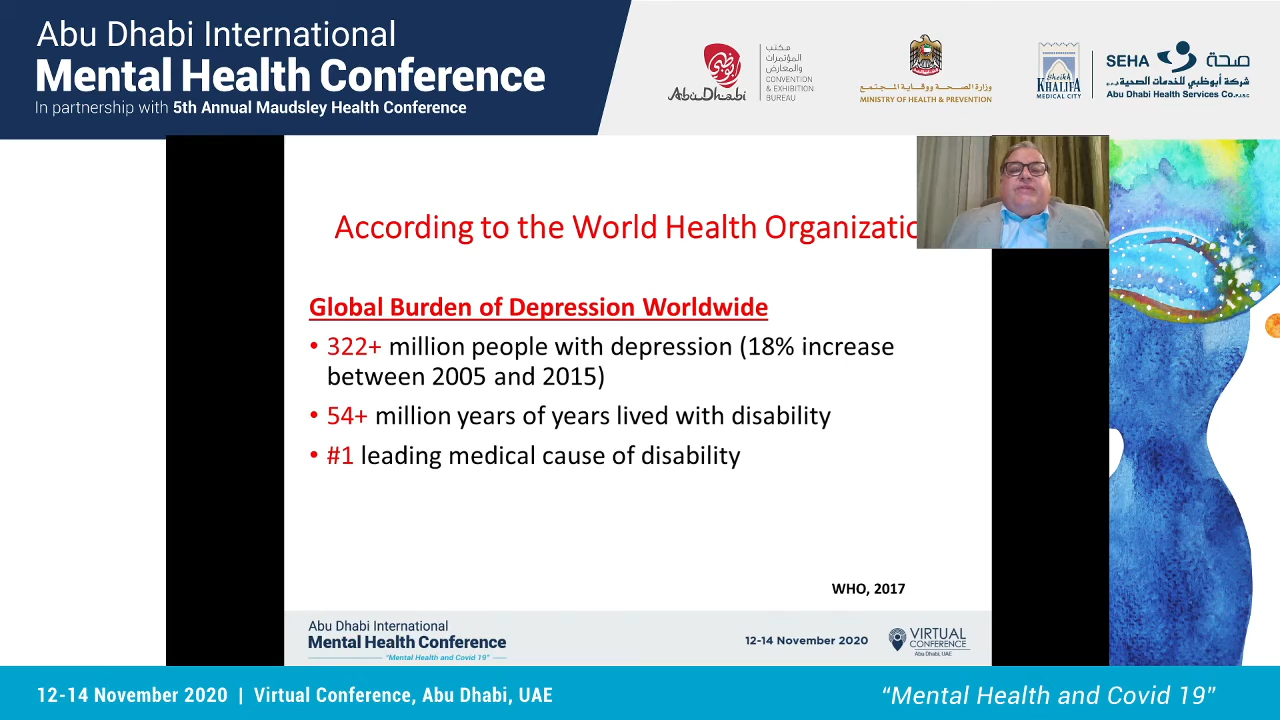 Abu Dhabi International
Mental Health Conference
In partnership with 5th Annual Maudsley Health Conference
أبوظبي
Abu Dhabi
مكتب
المؤتمرات
والمعارض
CONVENTION
& EXHIBITION
BUREAU
وزارة الصحة ووقاية المجتمع
MINISTRY OF HEALTH & PREVENTION
Sheikh
KHALIFA
MEDICAL CITY
SEHA صحة
شركة أبوظبي للخدمات الصحية ش.م.ع
Abu Dhabi Health Services Co. PJSC
According to the World Health Organizatio
Global Burden of Depression Worldwide
• 322+ million people with depression (18% increase
between 2005 and 2015)
• 54+ million years of years lived with disability
• #1 leading medical cause of disability
WHO, 2017
Abu Dhabi International
Mental Health Conference
"Mental Health and Covid 19"
12-14 November 2020
VIRTUAL
CONFERENCE
Abu Dhabi, UAE
12-14 November 2020 | Virtual Conference, Abu Dhabi, UAE
"Mental Health and Covid 19"